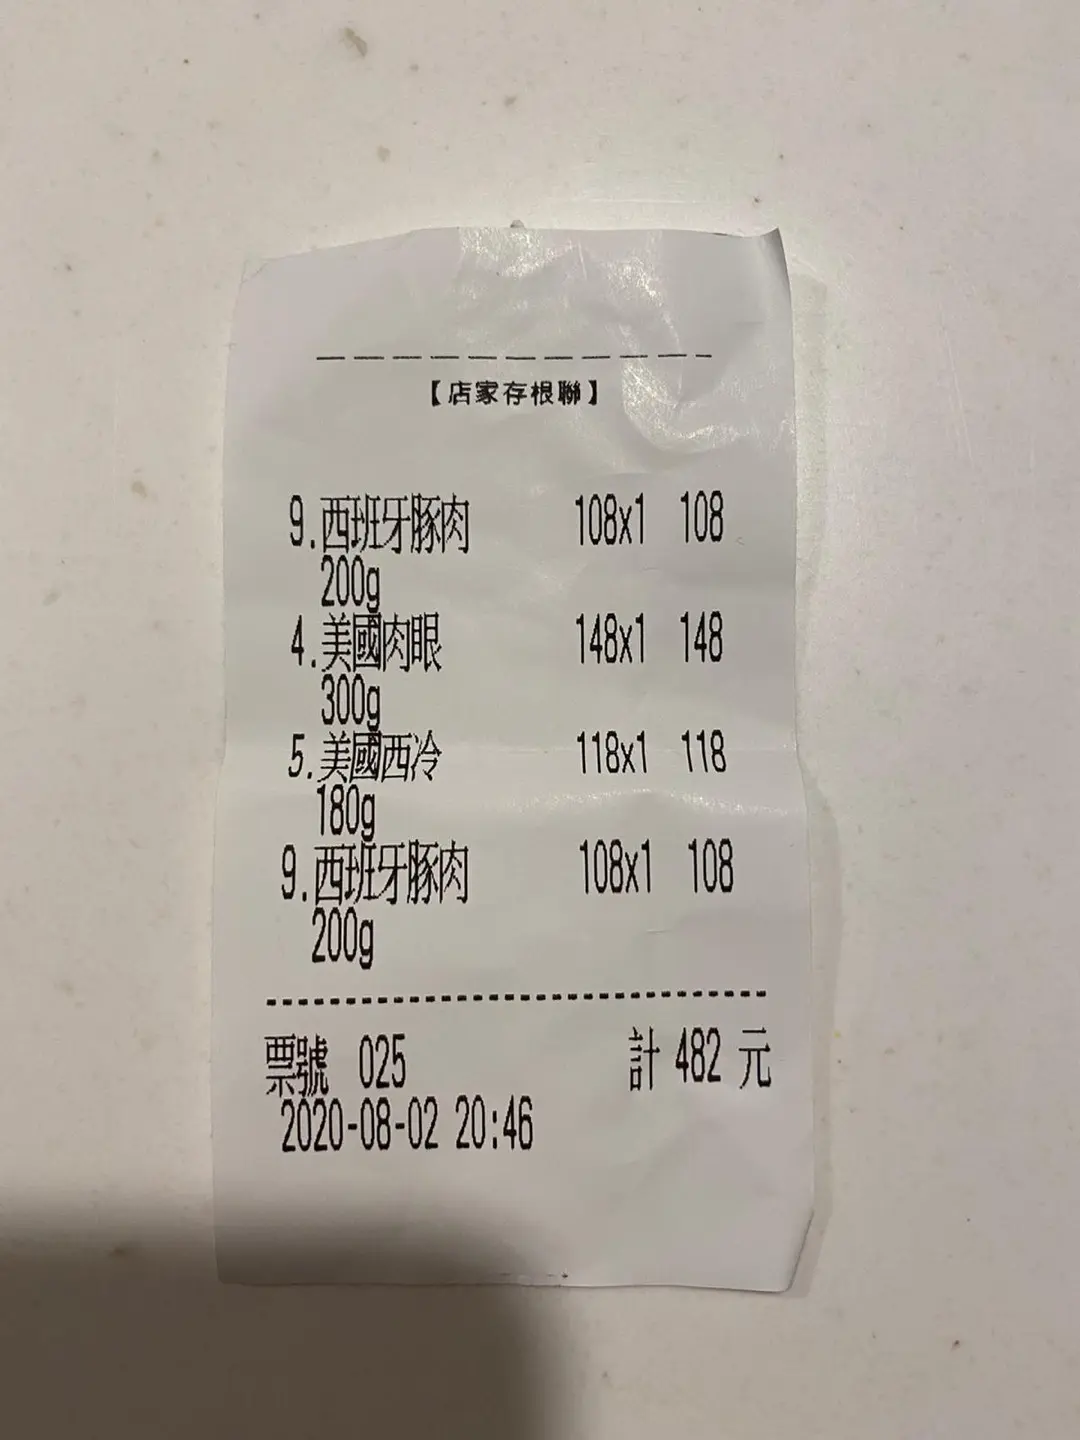 【店家存根聯】
9.西班牙豚肉 108x1 108
200g
4.美國肉眼 148x1 148
300g
5.美國西冷 118x1 118
180g
9.西班牙豚肉 108x1 108
200g
票號 025 計 482 元
2020-08-02 20:46